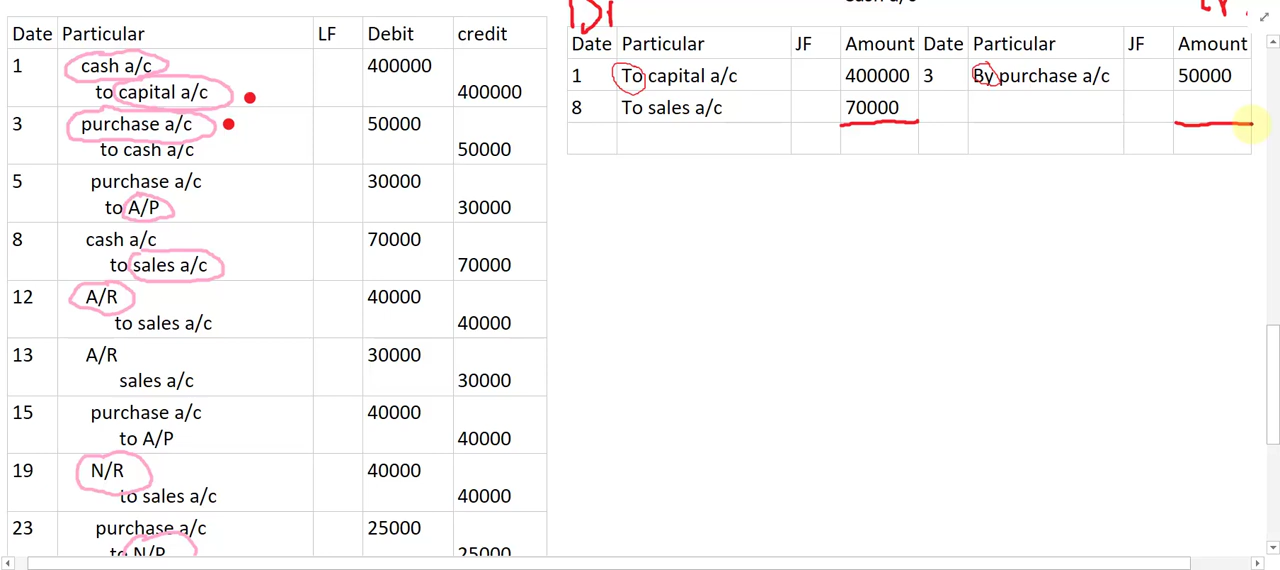 Date Particular LF Debit credit
1 cash a/c 400000
to capital a/c 400000
3 purchase a/c 50000
to cash a/c 50000
5 purchase a/c 30000
to A/P 30000
8 cash a/c 70000
to sales a/c 70000
12 A/R 40000
to sales a/c 40000
13 A/R 30000
sales a/c 30000
15 purchase a/c 40000
to A/P 40000
19 N/R 40000
to sales a/c 40000
23 purchase a/c 25000
to N/P 25000
Date Particular JF Amount Date Particular JF Amount
1 To capital a/c 400000 3 By purchase a/c 50000
8 To sales a/c 70000